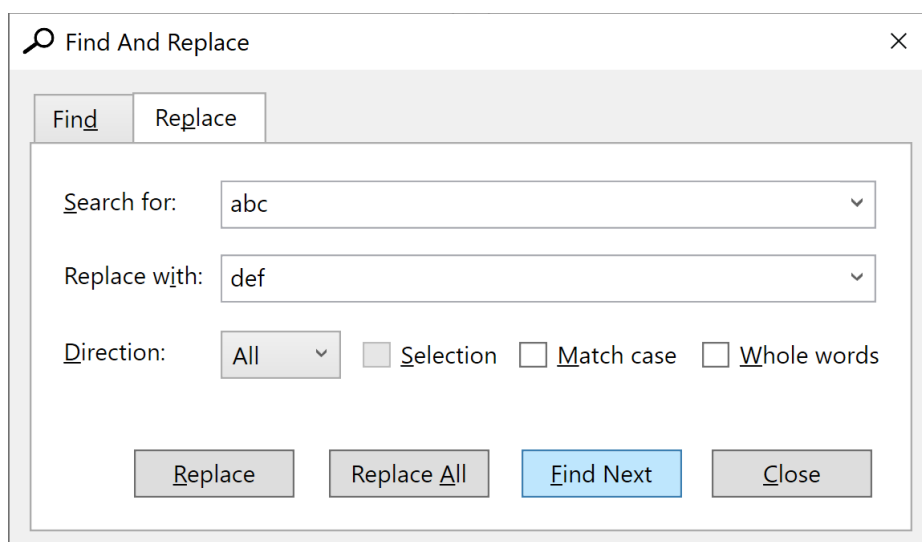 Find And Replace
Find Replace
Search for: abc
Replace with: def
Direction: All Selection Match case Whole words
Replace Replace All Find Next Close